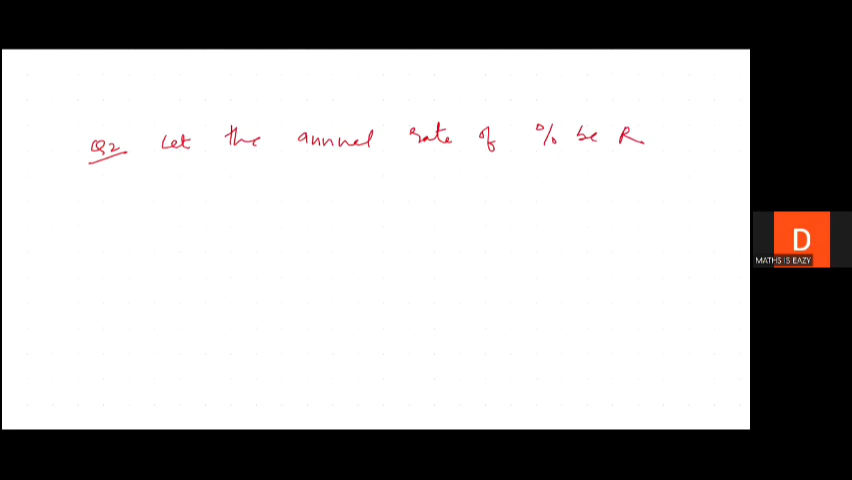 Q2 Let the annual rate of % be R
D
MATHS IS EAZY